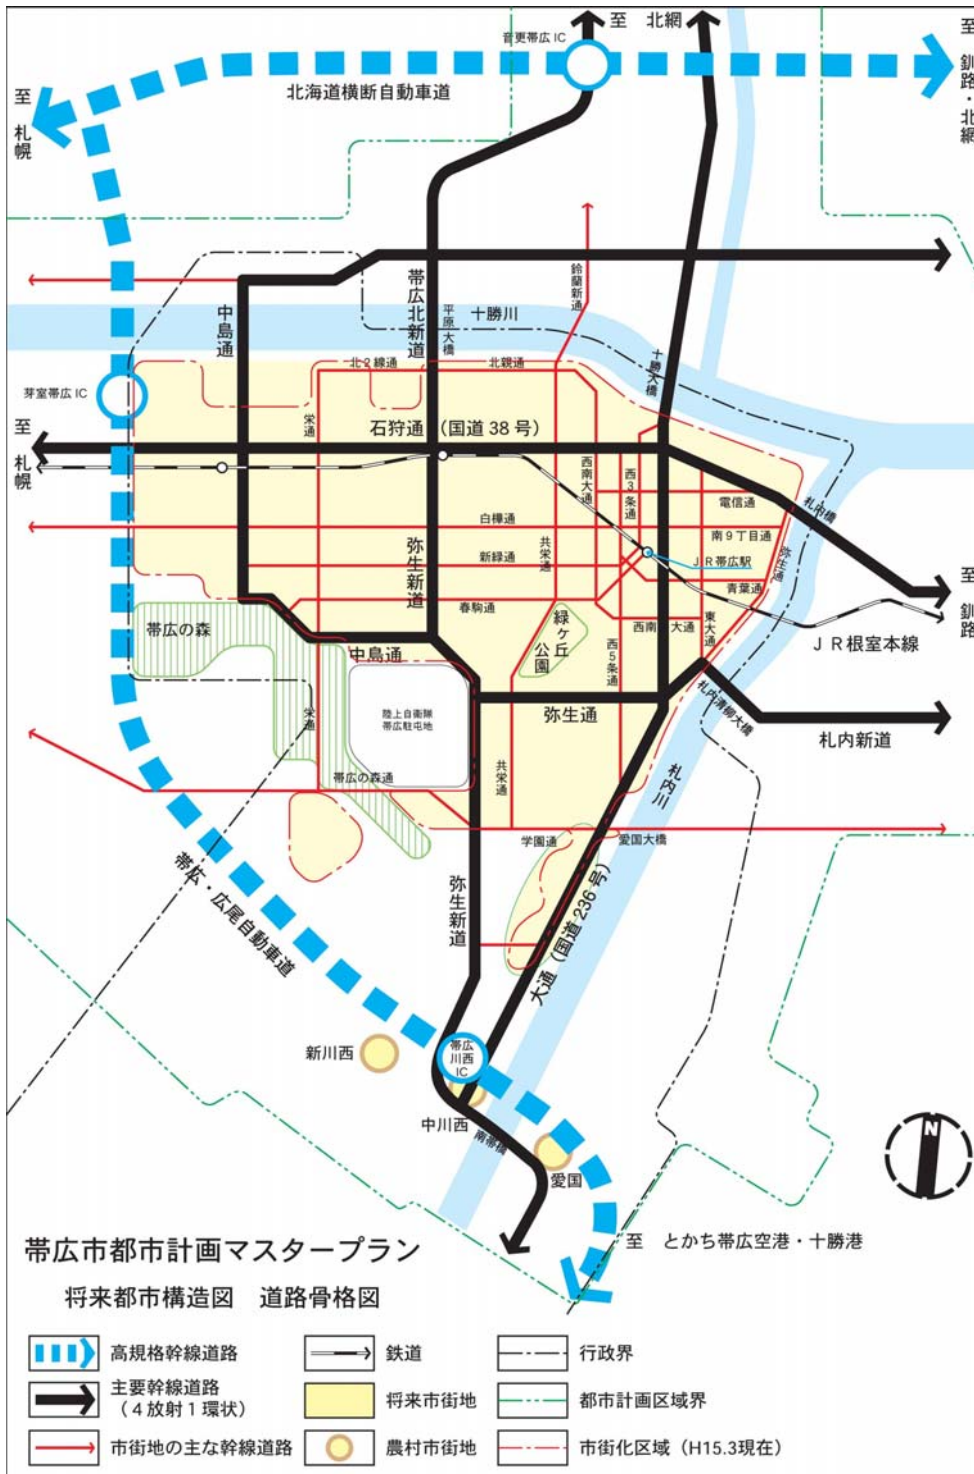 至 北網
音更帯広IC
至 釧路・北網
北海道横断自動車道
至 札幌
鈴蘭新通
帯広北新道
平原大橋
中島通
十勝川
十勝大橋
北2線通
北親通
芽室帯広IC
栄通
石狩通(国道38号)
至 札幌
西南大通
西3条通
電信通
札内橋
白樺通
南9丁目通
弥生新道
共栄通
新緑通
JR帯広駅
弥生通
青葉通
至 釧路
春駒通
緑ヶ丘公園
西南大通
東大通
帯広の森
JR根室本線
中島通
西5条通
栄通
陸上自衛隊
帯広駐屯地
弥生通
札内清柳大橋
札内新道
共栄通
帯広の森通
札内川
学園通
愛国大橋
帯広・広尾自動車道
弥生新道
大通(国道236号)
新川西
帯広
川西
IC
中川西
南帯橋
愛国
N
至 とかち帯広空港・十勝港
帯広市都市計画マスタープラン
将来都市構造図 道路骨格図
高規格幹線道路
鉄道
行政界
主要幹線道路
(4放射1環状)
将来市街地
都市計画区域界
市街地の主な幹線道路
農村市街地
市街化区域(H15.3現在)